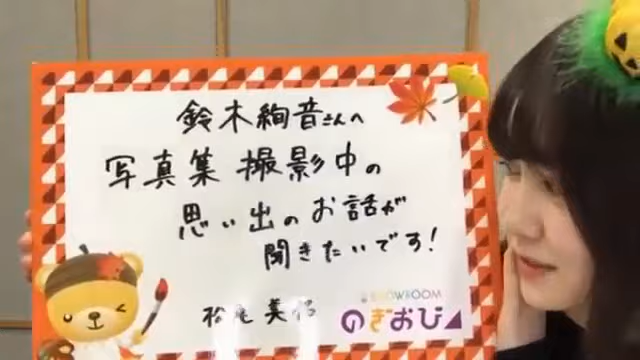 鈴木絢音さんへ
写真集 撮影中の
思い出のお話が
聞きたいです!
松尾美佑
SHOWROOM
のぎおび